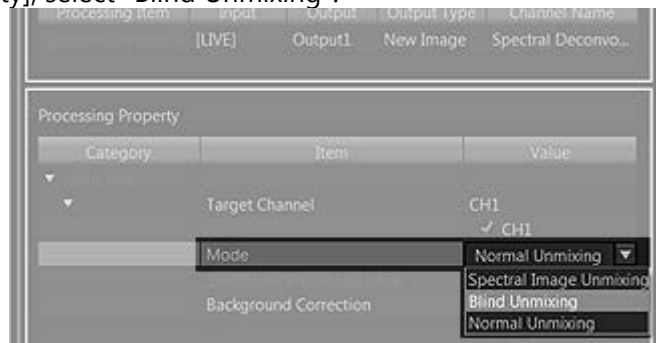 ty], select "Blind Unmixing".
Processing Item Input Output Output Type Channel Name
[LIVE] Output1 New Image Spectral Deconvo...
Processing Property
Category Item Value
Target Channel CH1
✓ CH1
Mode Normal Unmixing
Spectral Image Unmixing
Background Correction Blind Unmixing
Normal Unmixing